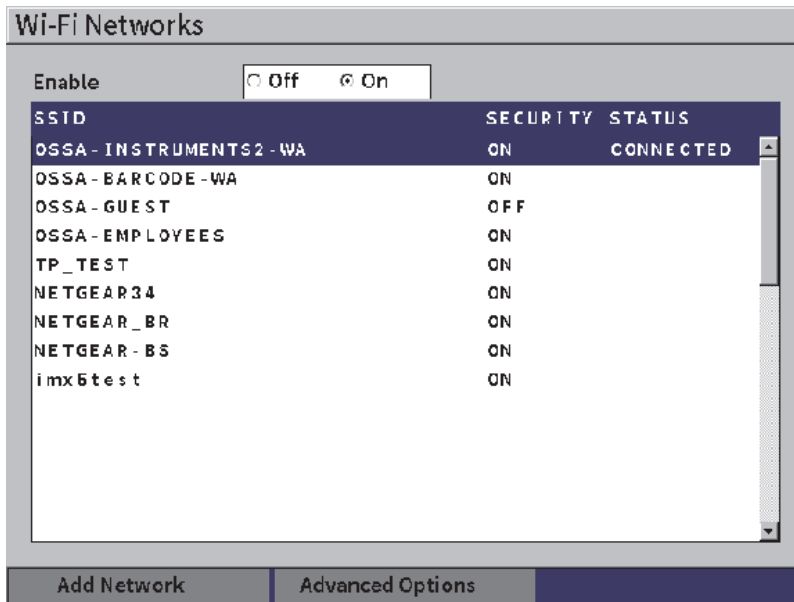 Wi-Fi Networks
Enable Off On
SSID SECURITY STATUS
OSSA-INSTRUMENTS2-WA ON CONNECTED
OSSA-BARCODE-WA ON
OSSA-GUEST OFF
OSSA-EMPLOYEES ON
TP_TEST ON
NETGEAR34 ON
NETGEAR_BR ON
NETGEAR-BS ON
imx6test ON
Add Network Advanced Options